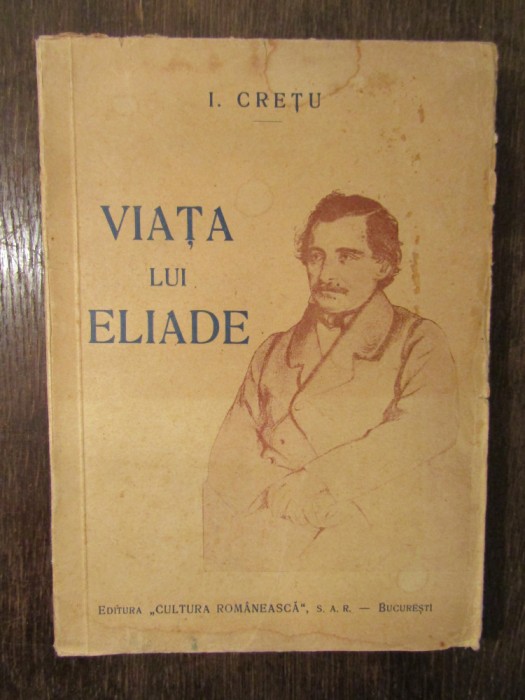 I. CREȚU
VIAȚA
LUI
ELIADE
EDITURA „CULTURA ROMÂNEASCĂ", S. A. R. — BUCUREȘTI